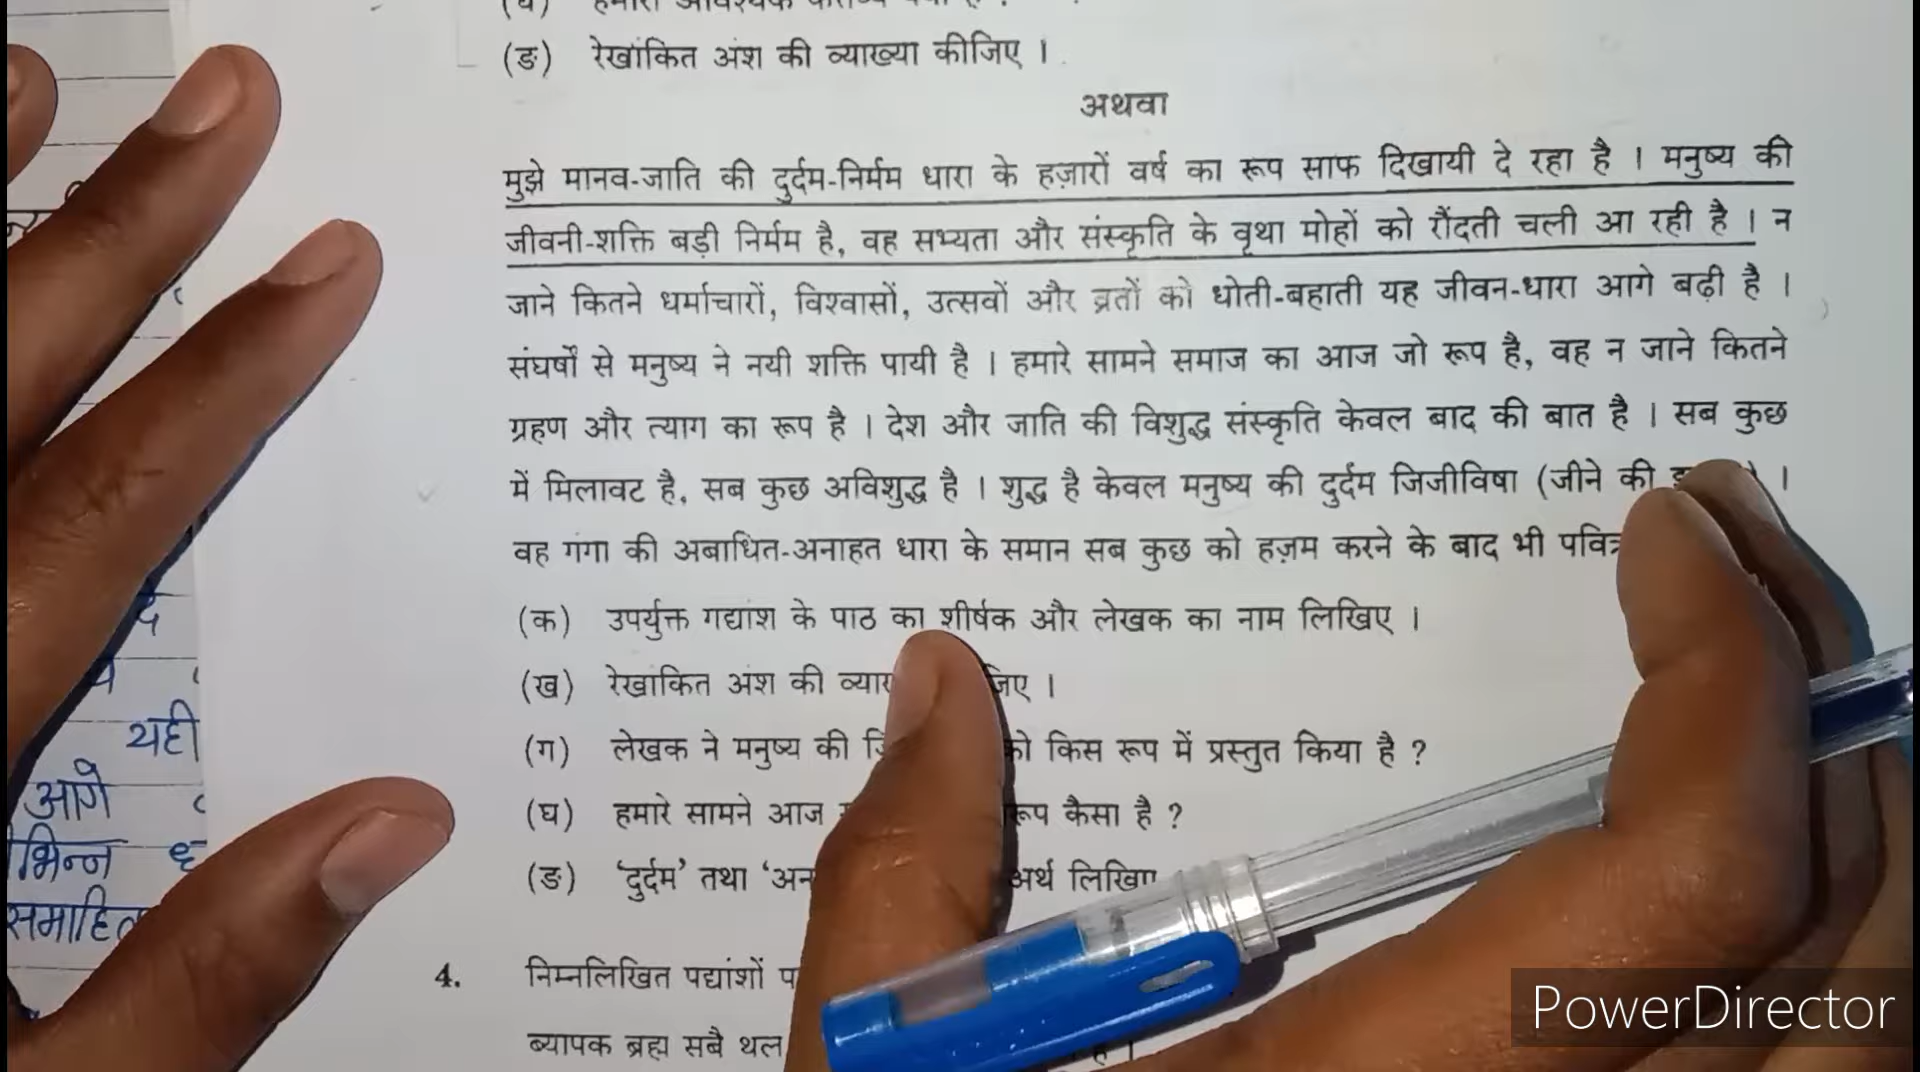 (ङ) रेखांकित अंश की व्याख्या कीजिए ।
अथवा
मुझे मानव-जाति की दुर्दम-निर्मम धारा के हज़ारों वर्ष का रूप साफ दिखायी दे रहा है । मनुष्य की
जीवनी-शक्ति बड़ी निर्मम है, वह सभ्यता और संस्कृति के वृथा मोहों को रौंदती चली आ रही है । न
जाने कितने धर्माचारों, विश्वासों, उत्सवों और व्रतों को धोती-बहाती यह जीवन-धारा आगे बढ़ी है ।
संघर्षों से मनुष्य ने नयी शक्ति पायी है । हमारे सामने समाज का आज जो रूप है, वह न जाने कितने
ग्रहण और त्याग का रूप है । देश और जाति की विशुद्ध संस्कृति केवल बाद की बात है । सब कुछ
में मिलावट है, सब कुछ अविशुद्ध है । शुद्ध है केवल मनुष्य की दुर्दम जिजीविषा (जीने की ।
वह गंगा की अबाधित-अनाहत धारा के समान सब कुछ को हज़म करने के बाद भी पवित्र
(क) उपर्युक्त गद्यांश के पाठ का शीर्षक और लेखक का नाम लिखिए ।
(ख) रेखांकित अंश की ।
(ग) लेखक ने मनुष्य की को किस रूप में प्रस्तुत किया है ?
(घ) हमारे सामने आज रूप कैसा है ?
(ङ) 'दुर्दम' तथा अर्थ लिखिए
4. निम्नलिखित पद्यांशों
ब्यापक ब्रह्म सबै थल
यही
आगे
भिन्न
PowerDirector